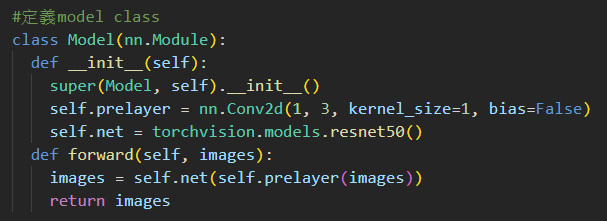 #定義model class
class Model(nn.Module):
  def __init__(self):
    super(Model, self).__init__()
    self.prelayer = nn.Conv2d(1, 3, kernel_size=1, bias=False)
    self.net = torchvision.models.resnet50()
  def forward(self, images):
    images = self.net(self.prelayer(images))
    return images